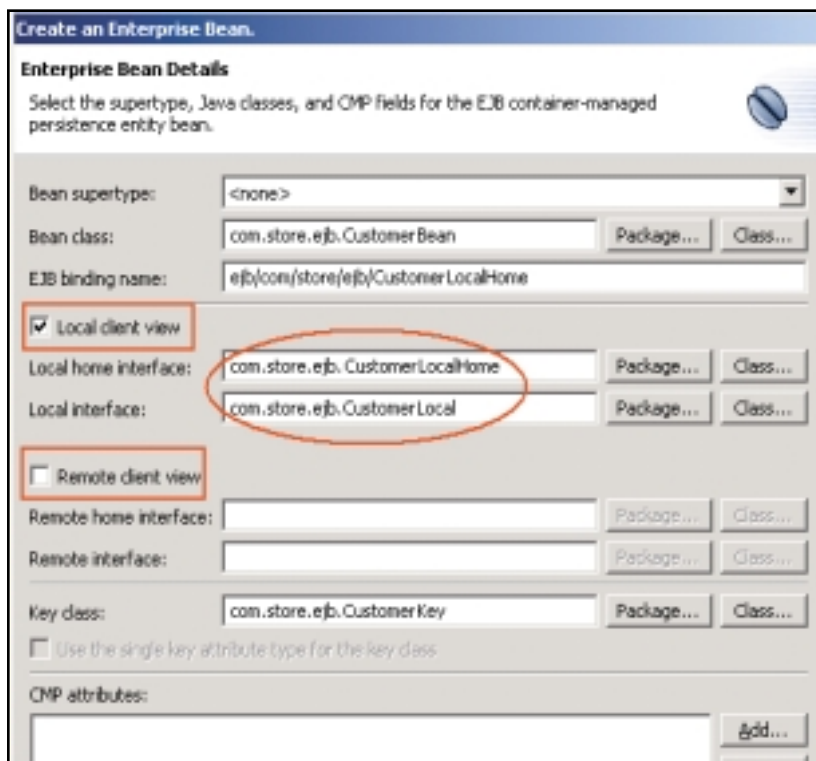 Create an Enterprise Bean.
Enterprise Bean Details
Select the supertype, Java classes, and CMP fields for the EJB container-managed
persistence entity bean.
Bean supertype: <none>
Bean class: com.store.ejb.CustomerBean Package... Class...
EJB binding name: ejb/com/store/ejb/CustomerLocalHome
Local client view
Local home interface: com.store.ejb. CustomerLocalHome Package... Class...
Local interface: com.store.ejb.CustomerLocal Package... Class...
Remote client view
Remote home interface: Package... Class...
Remote interface: Package... Class...
Key class: com.store.ejb.CustomerKey Package... Class...
Use the single key attribute type for the key class
CMP attributes:
Add...